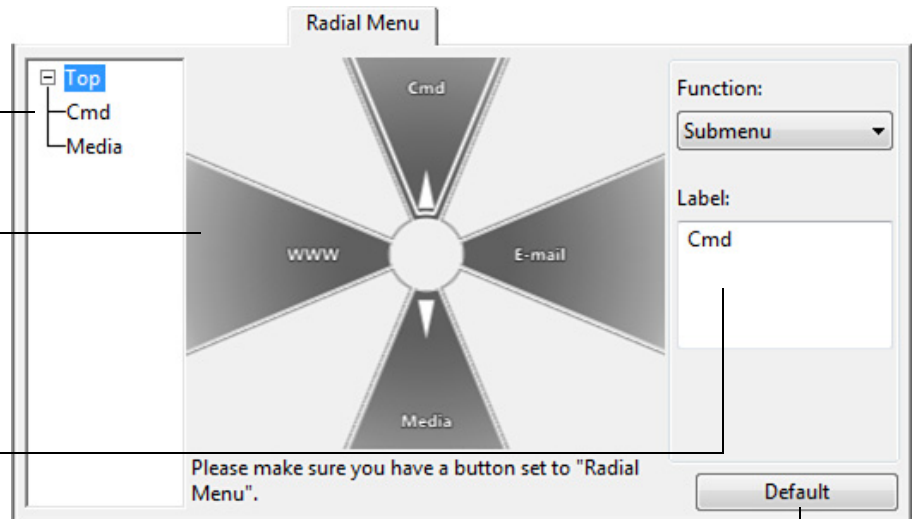 Radial Menu
Top
Cmd
Media
Cmd
WWW
E-mail
Media
Please make sure you have a button set to "Radial
Menu".
Function:
Submenu
Label:
Cmd
Default